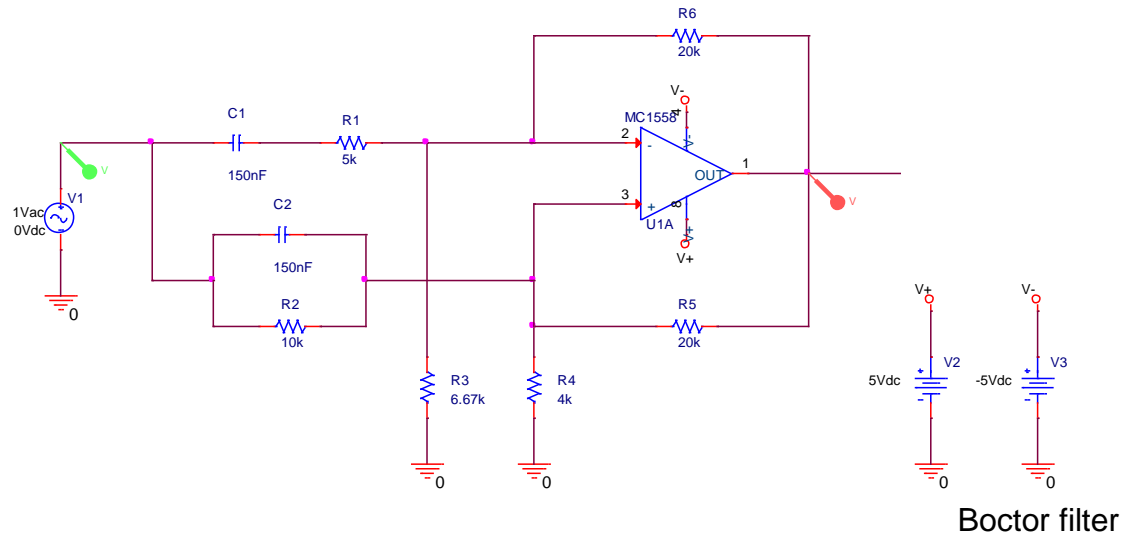 R6
20k
V-
4
MC1558
V-
C1
R1
2
-
1
150nF
5k
OUT
V
V
V1
3
+
8
1Vac
0Vdc
C2
U1A
V+
V+
150nF
0
R2
R5
10k
20k
V+
V-
R3
6.67k
R4
4k
V2
5Vdc
V3
-5Vdc
0
0
0
0
Boctor filter